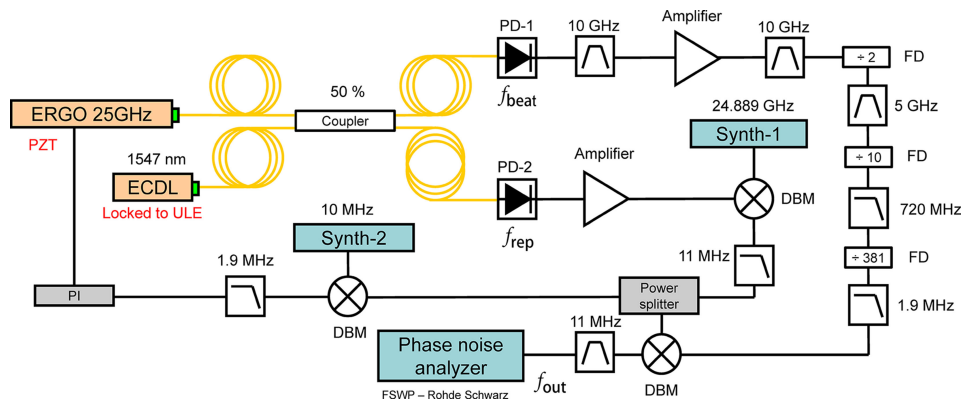 PD-1
10 GHz
Amplifier
10 GHz
÷ 2
FD
f_beat
50 %
Coupler
ERGO 25GHz
PZT
5 GHz
24.889 GHz
Synth-1
1547 nm
ECDL
Locked to ULE
PD-2
Amplifier
÷ 10
FD
DBM
f_rep
10 MHz
Synth-2
720 MHz
1.9 MHz
11 MHz
÷ 381
FD
PI
DBM
Power
splitter
1.9 MHz
11 MHz
Phase noise
analyzer
f_out
DBM
FSWP – Rohde Schwarz